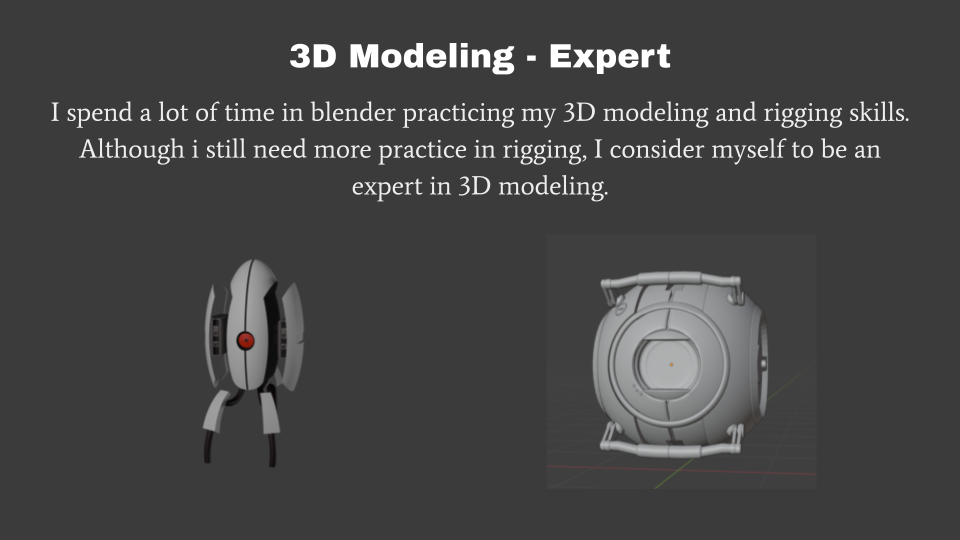 3D Modeling - Expert
I spend a lot of time in blender practicing my 3D modeling and rigging skills.
Although i still need more practice in rigging, I consider myself to be an
expert in 3D modeling.